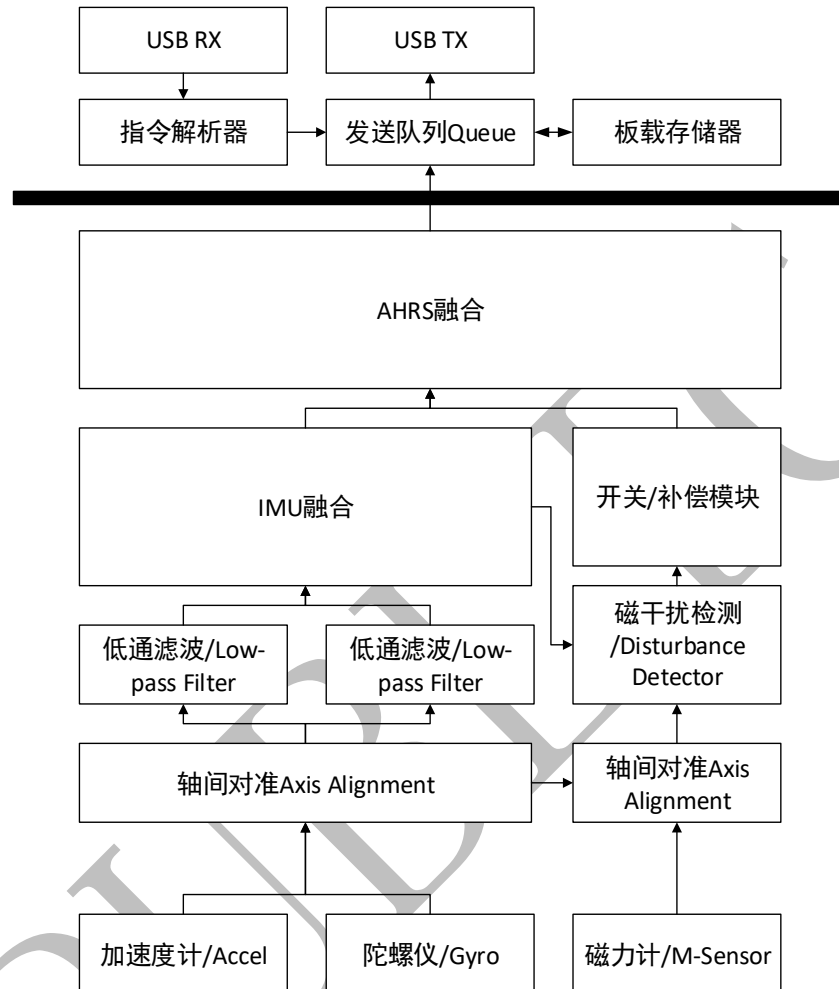 USB RX
USB TX
指令解析器
发送队列Queue
板载存储器
AHRS融合
IMU融合
开关/补偿模块
低通滤波/Low-
pass Filter
低通滤波/Low-
pass Filter
磁干扰检测
/Disturbance
Detector
轴间对准Axis Alignment
轴间对准Axis
Alignment
加速度计/Accel
陀螺仪/Gyro
磁力计/M-Sensor